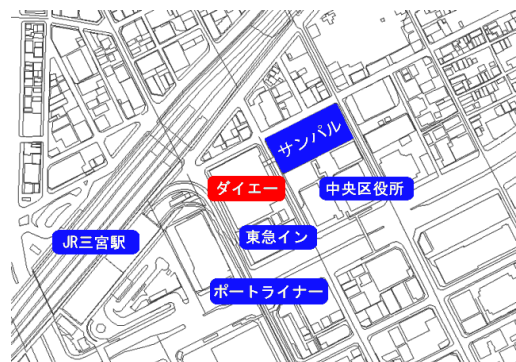 サンパル
ダイエー
中央区役所
JR三宮駅
東急イン
ポートライナー